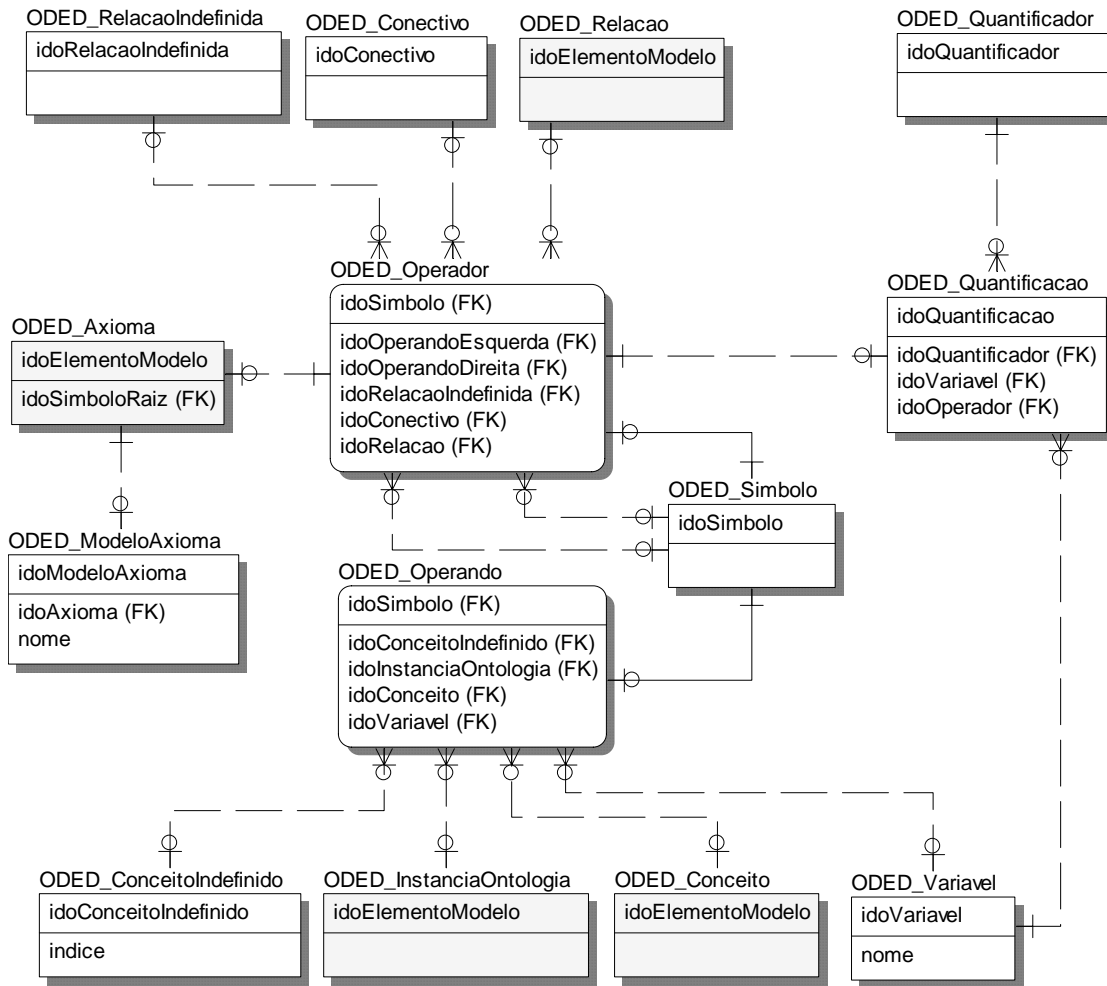 ODED_RelacaoIndefinida
idoRelacaoIndefinida
ODED_Conectivo
idoConectivo
ODED_Relacao
idoElementoModelo
ODED_Quantificador
idoQuantificador
ODED_Operador
idoSimbolo (FK)
idoOperandoEsquerda (FK)
idoOperandoDireita (FK)
idoRelacaoIndefinida (FK)
idoConectivo (FK)
idoRelacao (FK)
ODED_Quantificacao
idoQuantificacao
idoQuantificador (FK)
idoVariavel (FK)
idoOperador (FK)
ODED_Axioma
idoElementoModelo
idoSimboloRaiz (FK)
ODED_Simbolo
idoSimbolo
ODED_ModeloAxioma
idoModeloAxioma
idoAxioma (FK)
nome
ODED_Operando
idoSimbolo (FK)
idoConceitoIndefinido (FK)
idoInstanciaOntologia (FK)
idoConceito (FK)
idoVariavel (FK)
ODED_ConceitoIndefinido
idoConceitoIndefinido
indice
ODED_InstanciaOntologia
idoElementoModelo
ODED_Conceito
idoElementoModelo
ODED_Variavel
idoVariavel
nome